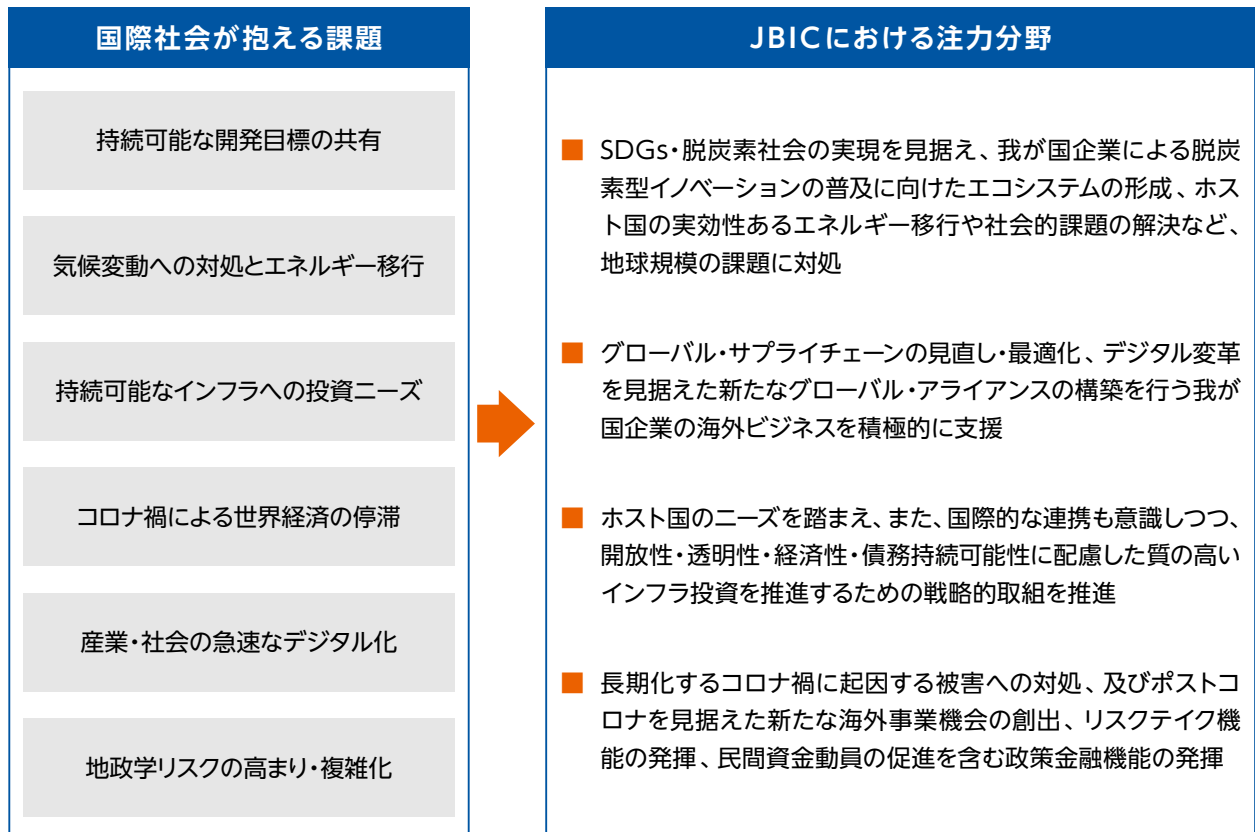 国際社会が抱える課題
持続可能な開発目標の共有
気候変動への対処とエネルギー移行
持続可能なインフラへの投資ニーズ
コロナ禍による世界経済の停滞
産業・社会の急速なデジタル化
地政学リスクの高まり・複雑化
JBICにおける注力分野
■ SDGs・脱炭素社会の実現を見据え、我が国企業による脱炭
素型イノベーションの普及に向けたエコシステムの形成、ホス
ト国の実効性あるエネルギー移行や社会的課題の解決など、
地球規模の課題に対処
■ グローバル・サプライチェーンの見直し・最適化、デジタル変革
を見据えた新たなグローバル・アライアンスの構築を行う我が
国企業の海外ビジネスを積極的に支援
■ ホスト国のニーズを踏まえ、また、国際的な連携も意識しつつ、
開放性・透明性・経済性・債務持続可能性に配慮した質の高い
インフラ投資を推進するための戦略的取組を推進
■ 長期化するコロナ禍に起因する被害への対処、及びポストコ
ロナを見据えた新たな海外事業機会の創出、リスクテイク機
能の発揮、民間資金動員の促進を含む政策金融機能の発揮